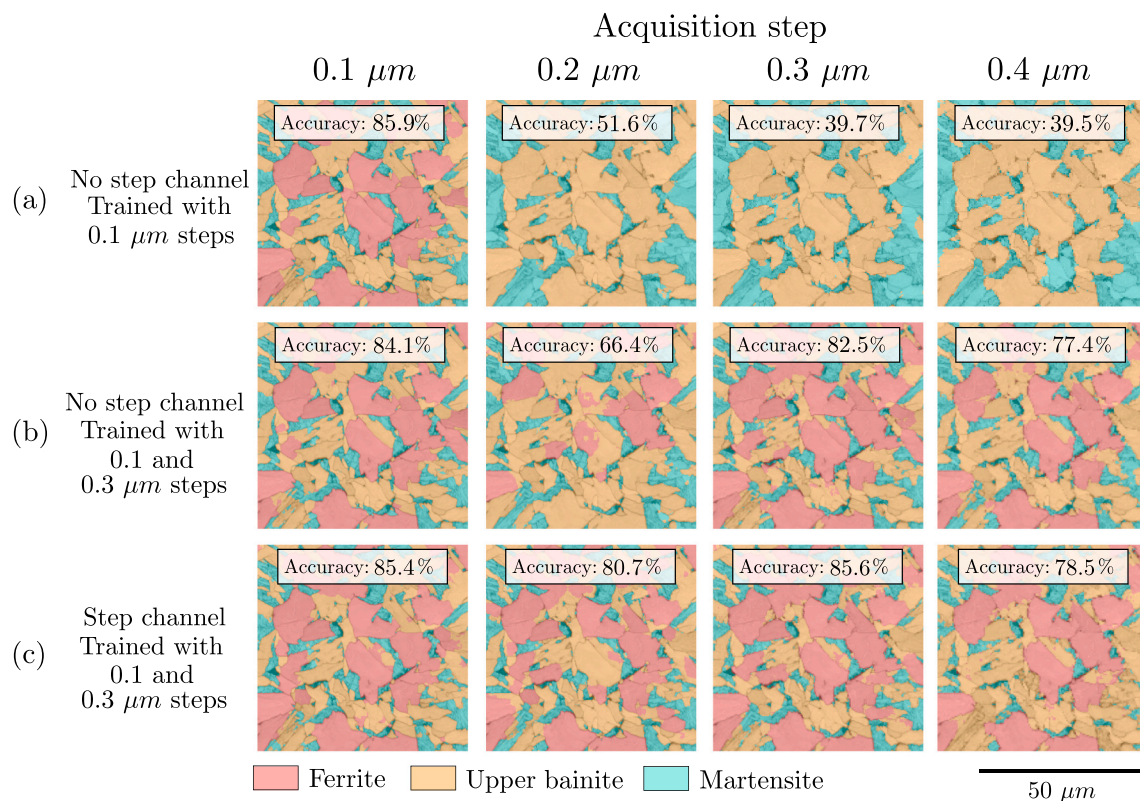 Acquisition step
0.1 μm
0.2 μm
0.3 μm
0.4 μm
(a)
No step channel
Trained with
0.1 μm steps
Accuracy: 85.9%
Accuracy: 51.6%
Accuracy: 39.7%
Accuracy: 39.5%
(b)
No step channel
Trained with
0.1 and
0.3 μm steps
Accuracy: 84.1%
Accuracy: 66.4%
Accuracy: 82.5%
Accuracy: 77.4%
(c)
Step channel
Trained with
0.1 and
0.3 μm steps
Accuracy: 85.4%
Accuracy: 80.7%
Accuracy: 85.6%
Accuracy: 78.5%
Ferrite
Upper bainite
Martensite
50 μm